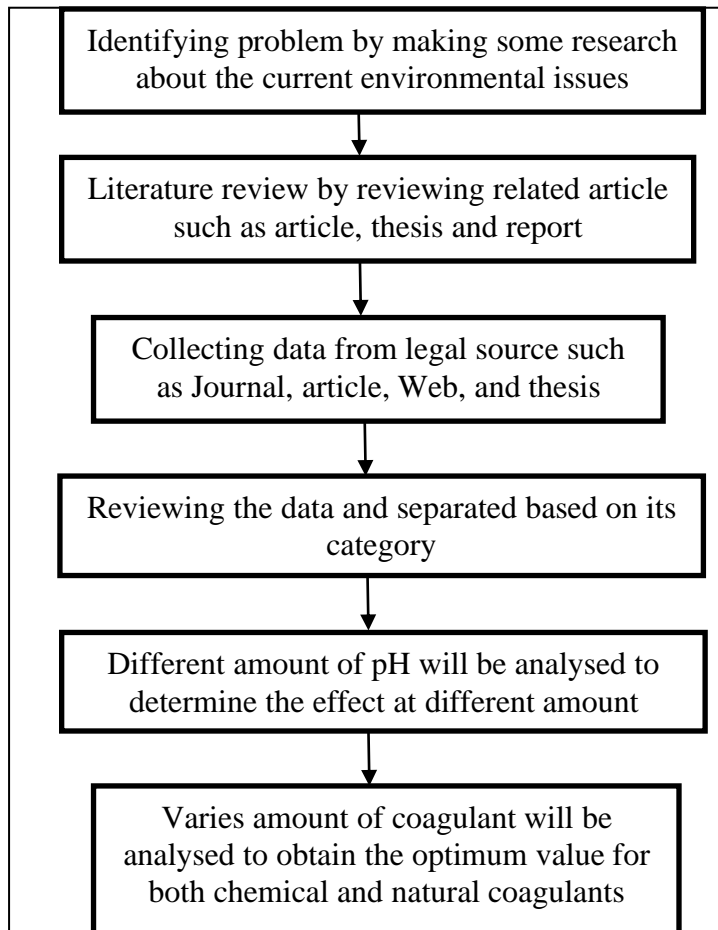 Identifying problem by making some research
about the current environmental issues
Literature review by reviewing related article
such as article, thesis and report
Collecting data from legal source such
as Journal, article, Web, and thesis
Reviewing the data and separated based on its
category
Different amount of pH will be analysed to
determine the effect at different amount
Varies amount of coagulant will be
analysed to obtain the optimum value for
both chemical and natural coagulants